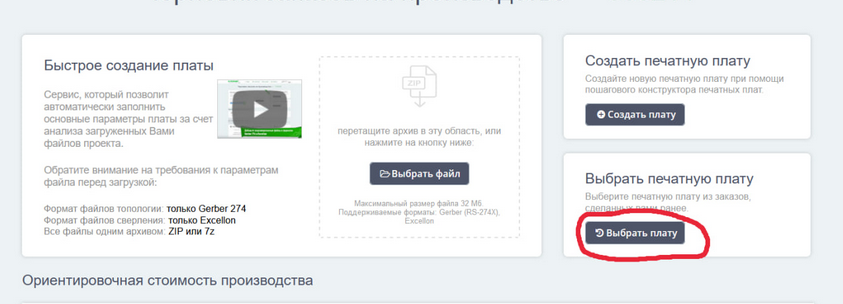 Быстрое создание платы
Сервис, который позволит
автоматически заполнить
основные параметры платы за счет
анализа загруженных Вами
файлов проекта.
Обратите внимание на требования к параметрам
файла перед загрузкой:
Формат файлов топологии: только Gerber 274
Формат файлов сверления: только Excellon
Все файлы одним архивом: ZIP или 7z
ZIP
перетащите архив в эту область, или
нажмите на кнопку ниже:
Выбрать файл
Максимальный размер файла 32 Мб
Поддерживаемые форматы: Gerber (RS-274X),
Excellon
Создать печатную плату
Создайте новую печатную плату при помощи
пошагового конструктора печатных плат.
Создать плату
Выбрать печатную плату
Выберите печатную плату из заказов,
сделанных вами ранее
Выбрать плату
Ориентировочная стоимость производства